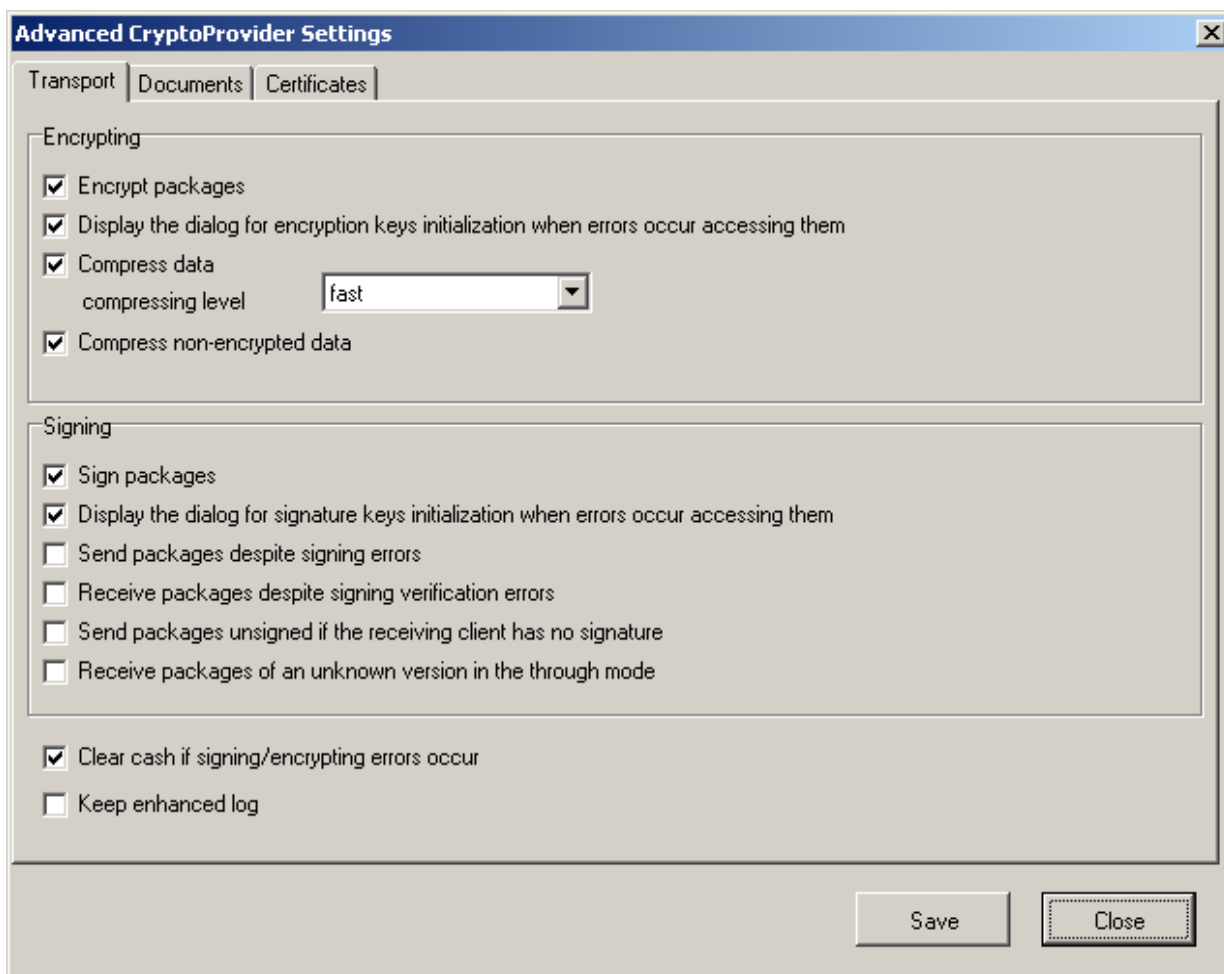 Advanced CryptoProvider Settings
Transport Documents Certificates
Encrypting
Encrypt packages
Display the dialog for encryption keys initialization when errors occur accessing them
Compress data
compressing level fast
Compress non-encrypted data
Signing
Sign packages
Display the dialog for signature keys initialization when errors occur accessing them
Send packages despite signing errors
Receive packages despite signing verification errors
Send packages unsigned if the receiving client has no signature
Receive packages of an unknown version in the through mode
Clear cash if signing/encrypting errors occur
Keep enhanced log
Save Close